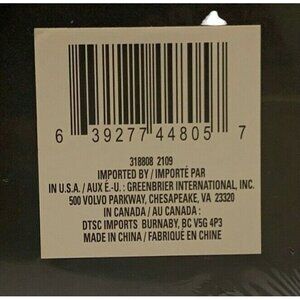 6 39277 44805 7
318808 2109
IMPORTED BY / IMPORTÉ PAR
IN U.S.A. / AUX É.-U. : GREENBRIER INTERNATIONAL, INC.
500 VOLVO PARKWAY, CHESAPEAKE, VA 23320
IN CANADA / AU CANADA :
DTSC IMPORTS BURNABY, BC V5G 4P3
MADE IN CHINA / FABRIQUÉ EN CHINE